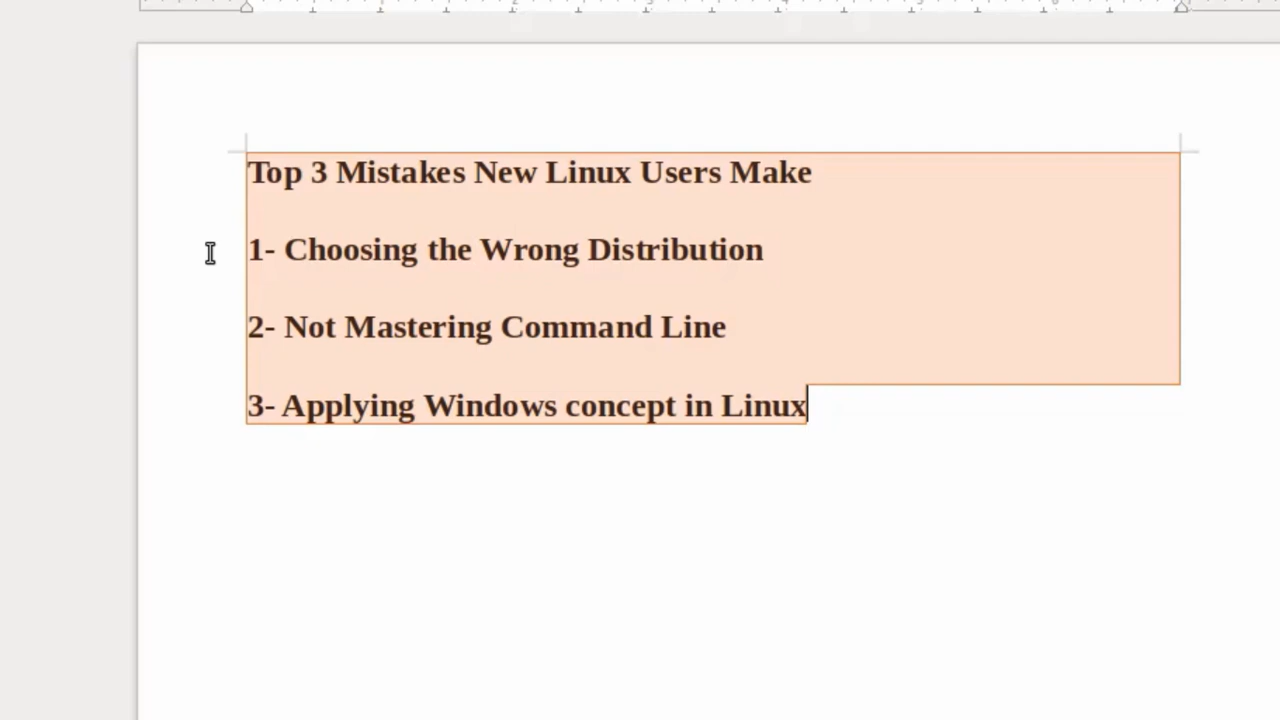 Top 3 Mistakes New Linux Users Make
1- Choosing the Wrong Distribution
2- Not Mastering Command Line
3- Applying Windows concept in Linux